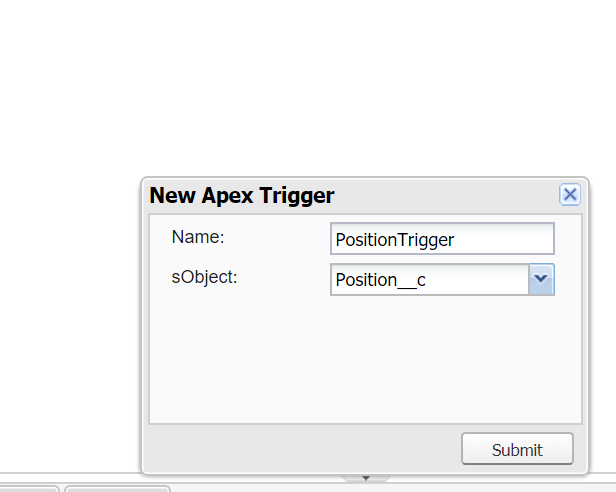 New Apex Trigger
Name: PositionTrigger
sObject: Position__c
Submit